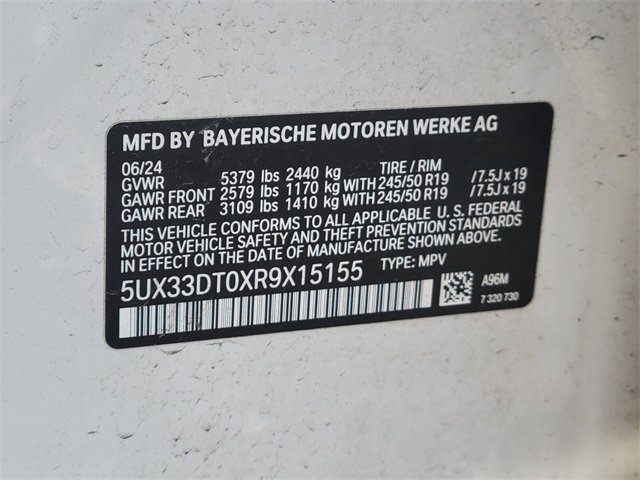 MFD BY BAYERISCHE MOTOREN WERKE AG
06/24 TIRE / RIM
GVWR 5379 lbs 2440 kg
GAWR FRONT 2579 lbs 1170 kg WITH 245/50 R19 /7.5J x 19
GAWR REAR 3109 lbs 1410 kg WITH 245/50 R19 /7.5J x 19
THIS VEHICLE CONFORMS TO ALL APPLICABLE U. S. FEDERAL
MOTOR VEHICLE SAFETY AND THEFT PREVENTION STANDARDS
IN EFFECT ON THE DATE OF MANUFACTURE SHOWN ABOVE.
5UX33DT0XR9X15155 TYPE: MPV
A96M
7 320 730